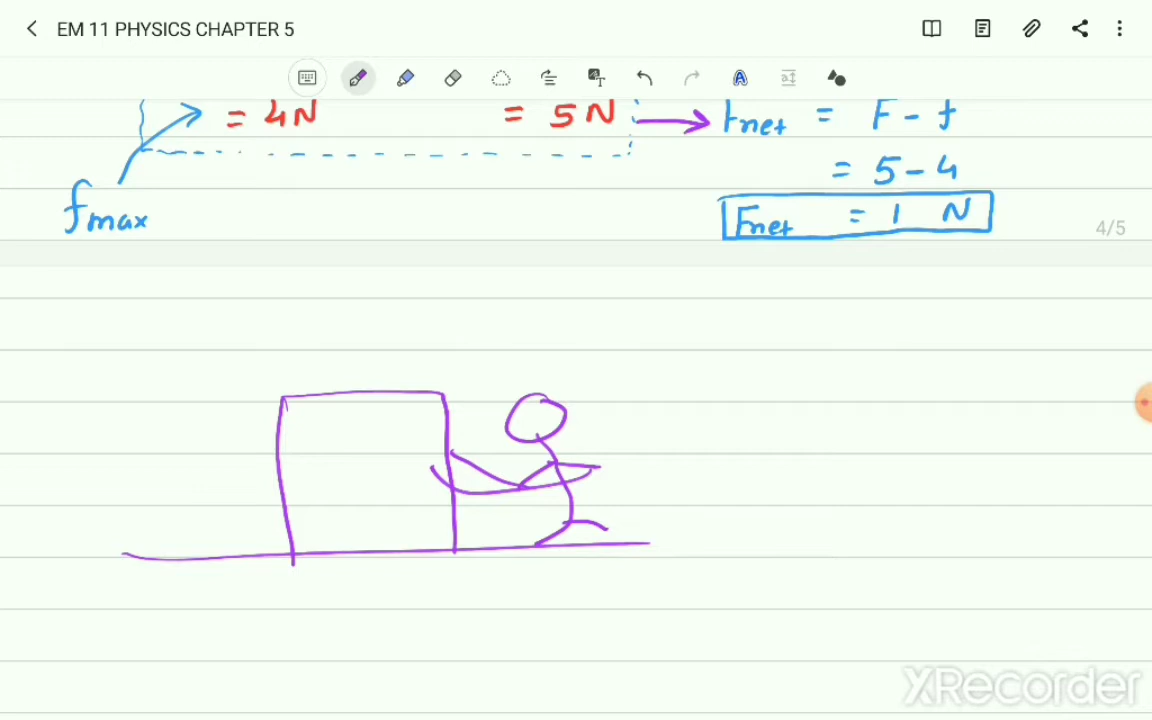 EM 11 PHYSICS CHAPTER 5
= 4N = 5N Fnet = F - f
= 5 - 4
fmax Fnet = 1 N
4/5
XRecorder